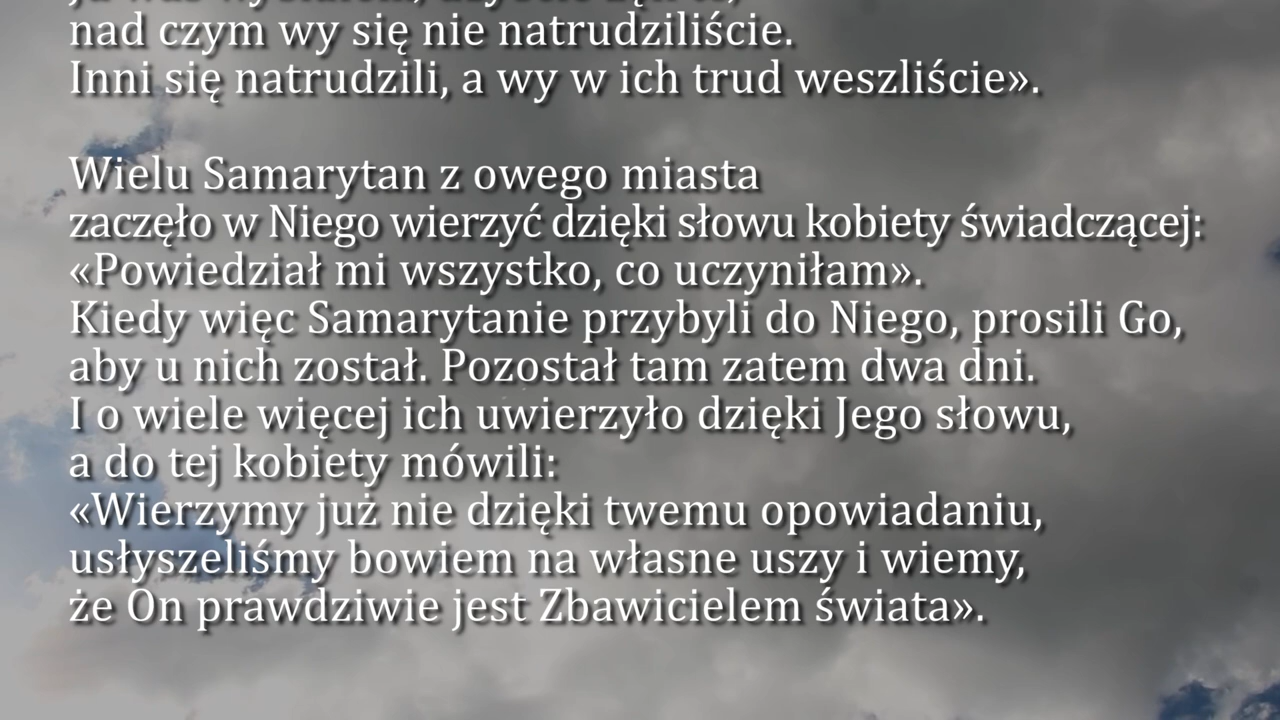 nad czym wy się nie natrudziliście.
Inni się natrudzili, a wy w ich trud weszliście».
Wielu Samarytan z owego miasta
zaczęło w Niego wierzyć dzięki słowu kobiety świadczącej:
«Powiedział mi wszystko, co uczyniłam».
Kiedy więc Samarytanie przybyli do Niego, prosili Go,
aby u nich został. Pozostał tam zatem dwa dni.
I o wiele więcej ich uwierzyło dzięki Jego słowu,
a do tej kobiety mówili:
«Wierzymy już nie dzięki twemu opowiadaniu,
usłyszeliśmy bowiem na własne uszy i wiemy,
że On prawdziwie jest Zbawicielem świata».